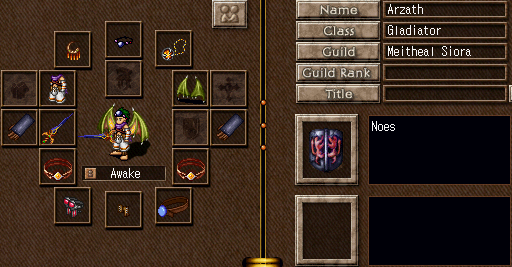 Name Arzath
Class Gladiator
Guild Meitheal Siora
Guild Rank
Title
Noes
Awake